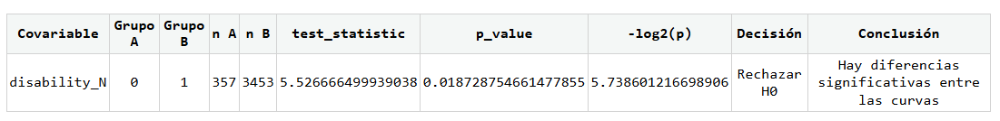 Covariable Grupo A Grupo B n A n B test_statistic p_value -log2(p) Decisión Conclusión
disability_N 0 1 357 3453 5.526666499939038 0.018728754661477855 5.738601216698906 Rechazar H0 Hay diferencias significativas entre las curvas